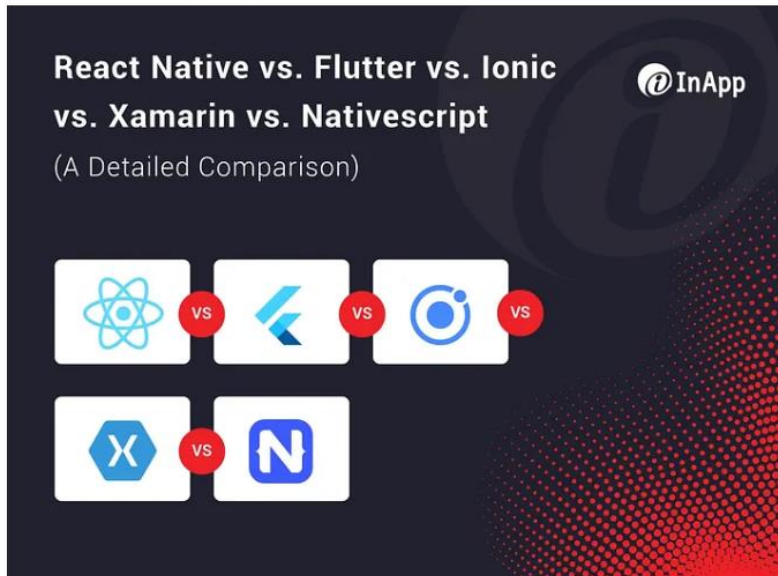 React Native vs. Flutter vs. Ionic
vs. Xamarin vs. Nativescript
(A Detailed Comparison)
i InApp
VS
VS
VS
X
VS
N